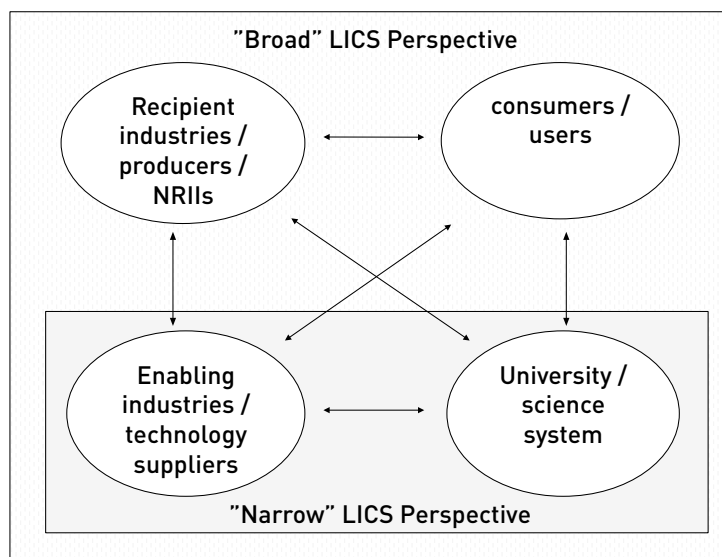 ”Broad” LICS Perspective
Recipient
industries /
producers /
NRIIs
consumers /
users
Enabling
industries /
technology
suppliers
University /
science
system
”Narrow” LICS Perspective